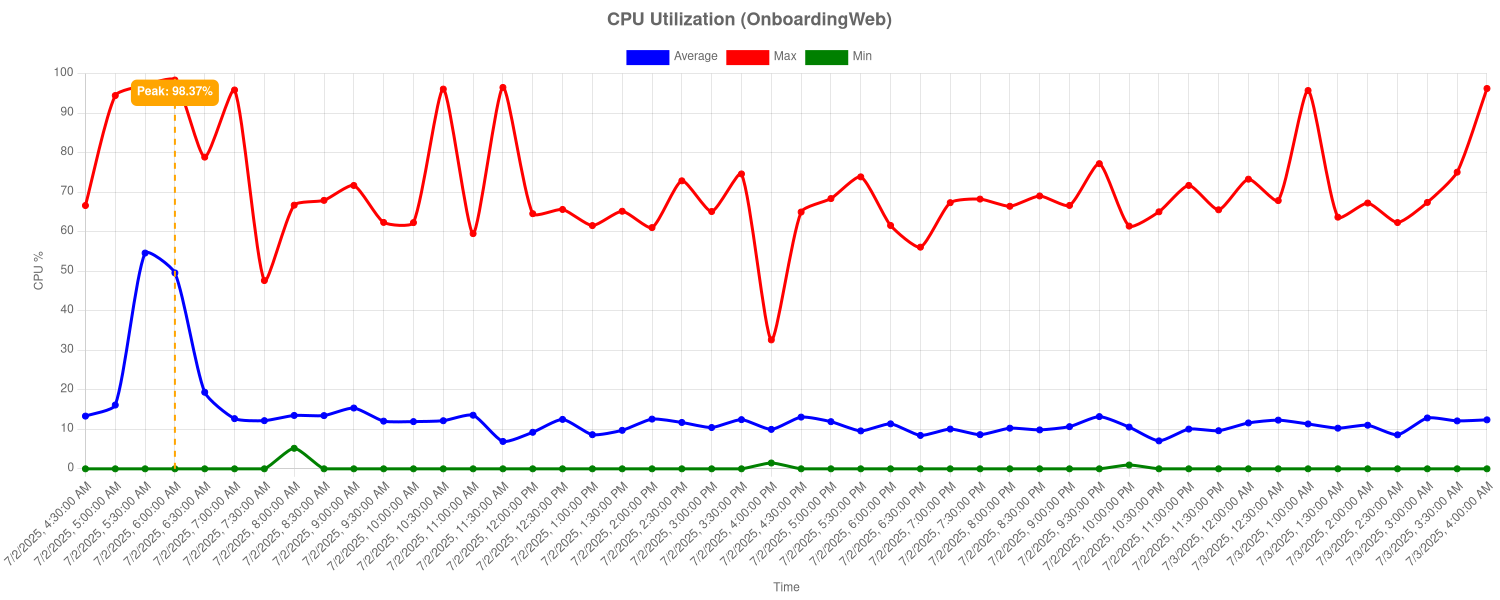 CPU Utilization (OnboardingWeb)
Average Max Min
100
Peak: 98.37%
90
80
70
60
50
40
30
20
10
0
CPU %
7/2/2025, 4:30:00 AM
7/2/2025, 5:00:00 AM
7/2/2025, 5:30:00 AM
7/2/2025, 6:00:00 AM
7/2/2025, 6:30:00 AM
7/2/2025, 7:00:00 AM
7/2/2025, 7:30:00 AM
7/2/2025, 8:00:00 AM
7/2/2025, 8:30:00 AM
7/2/2025, 9:00:00 AM
7/2/2025, 9:30:00 AM
7/2/2025, 10:00:00 AM
7/2/2025, 10:30:00 AM
7/2/2025, 11:00:00 AM
7/2/2025, 11:30:00 AM
7/2/2025, 12:00:00 PM
7/2/2025, 12:30:00 PM
7/2/2025, 1:00:00 PM
7/2/2025, 1:30:00 PM
7/2/2025, 2:00:00 PM
7/2/2025, 2:30:00 PM
7/2/2025, 3:00:00 PM
7/2/2025, 3:30:00 PM
7/2/2025, 4:00:00 PM
7/2/2025, 4:30:00 PM
7/2/2025, 5:00:00 PM
7/2/2025, 5:30:00 PM
7/2/2025, 6:00:00 PM
7/2/2025, 6:30:00 PM
7/2/2025, 7:00:00 PM
7/2/2025, 7:30:00 PM
7/2/2025, 8:00:00 PM
7/2/2025, 8:30:00 PM
7/2/2025, 9:00:00 PM
7/2/2025, 9:30:00 PM
7/2/2025, 10:00:00 PM
7/2/2025, 10:30:00 PM
7/2/2025, 11:00:00 PM
7/2/2025, 11:30:00 PM
7/3/2025, 12:00:00 AM
7/3/2025, 12:30:00 AM
7/3/2025, 1:00:00 AM
7/3/2025, 1:30:00 AM
7/3/2025, 2:00:00 AM
7/3/2025, 2:30:00 AM
7/3/2025, 3:00:00 AM
7/3/2025, 3:30:00 AM
7/3/2025, 4:00:00 AM
Time